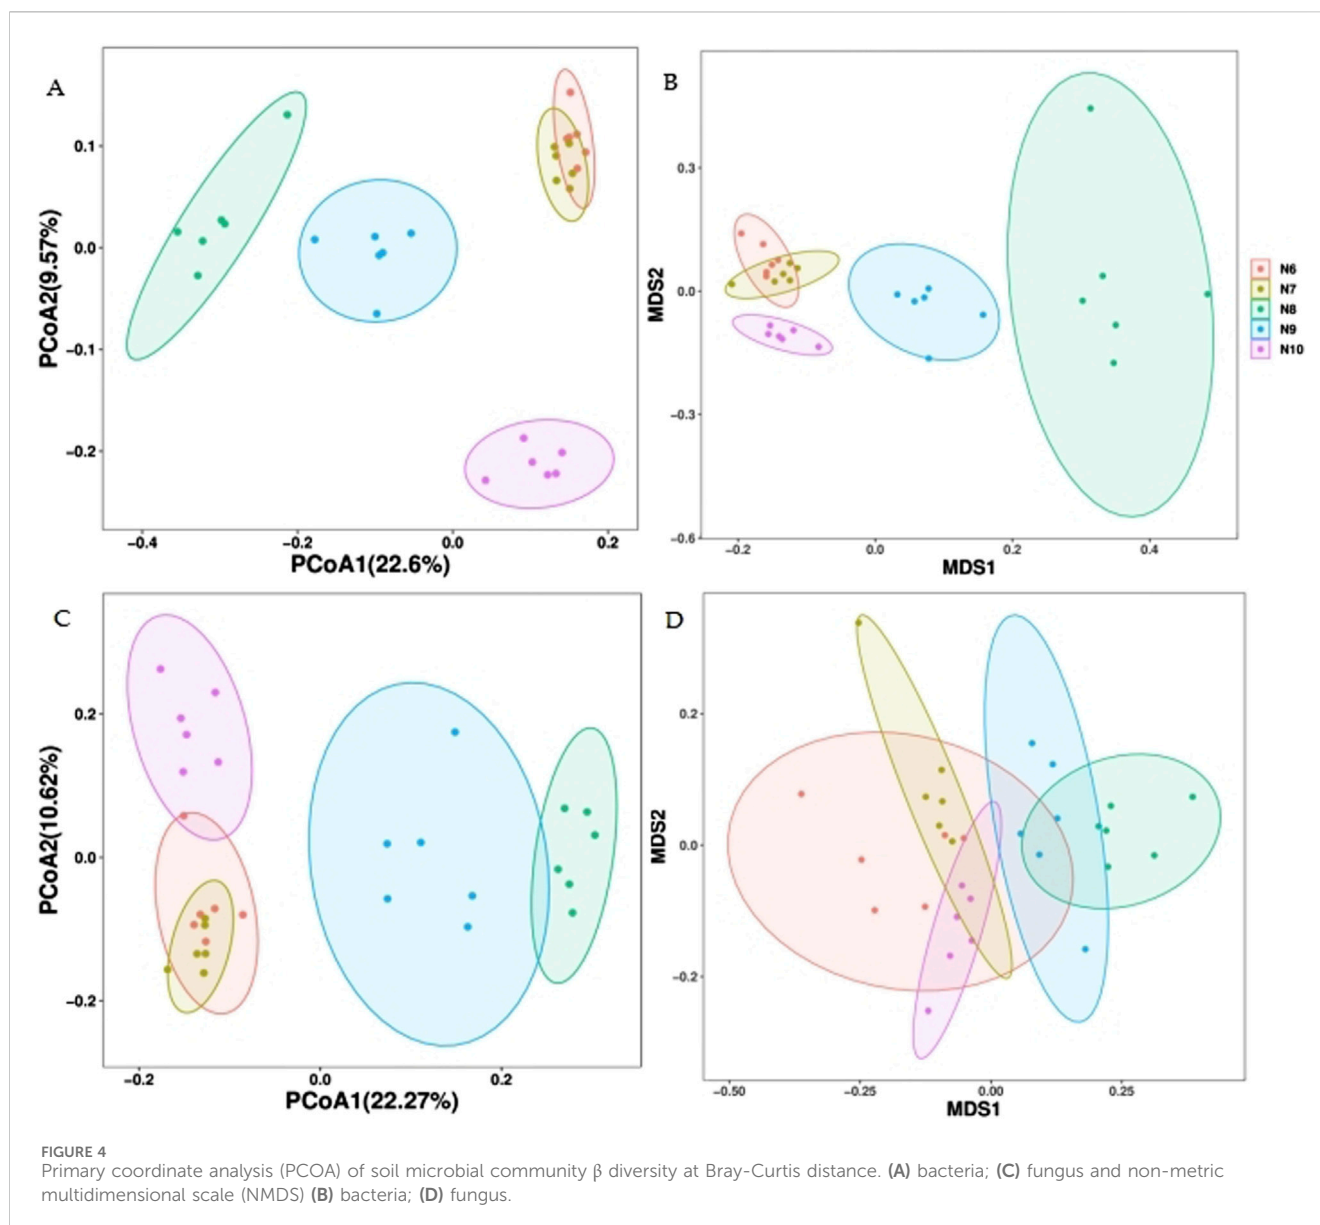 A
0.1
0.0
−0.1
−0.2
PCoA2(9.57%)
−0.4
−0.2
0.0
0.2
PCoA1(22.6%)
B
0.3
0.0
−0.3
−0.6
MDS2
−0.2
0.0
0.2
0.4
MDS1
N6
N7
N8
N9
N10
C
0.2
0.0
−0.2
PCoA2(10.62%)
−0.2
0.0
0.2
PCoA1(22.27%)
D
0.2
0.0
−0.2
MDS2
−0.50
−0.25
0.00
0.25
MDS1
FIGURE 4
Primary coordinate analysis (PCOA) of soil microbial community β diversity at Bray-Curtis distance. (A) bacteria; (C) fungus and non-metric
multidimensional scale (NMDS) (B) bacteria; (D) fungus.